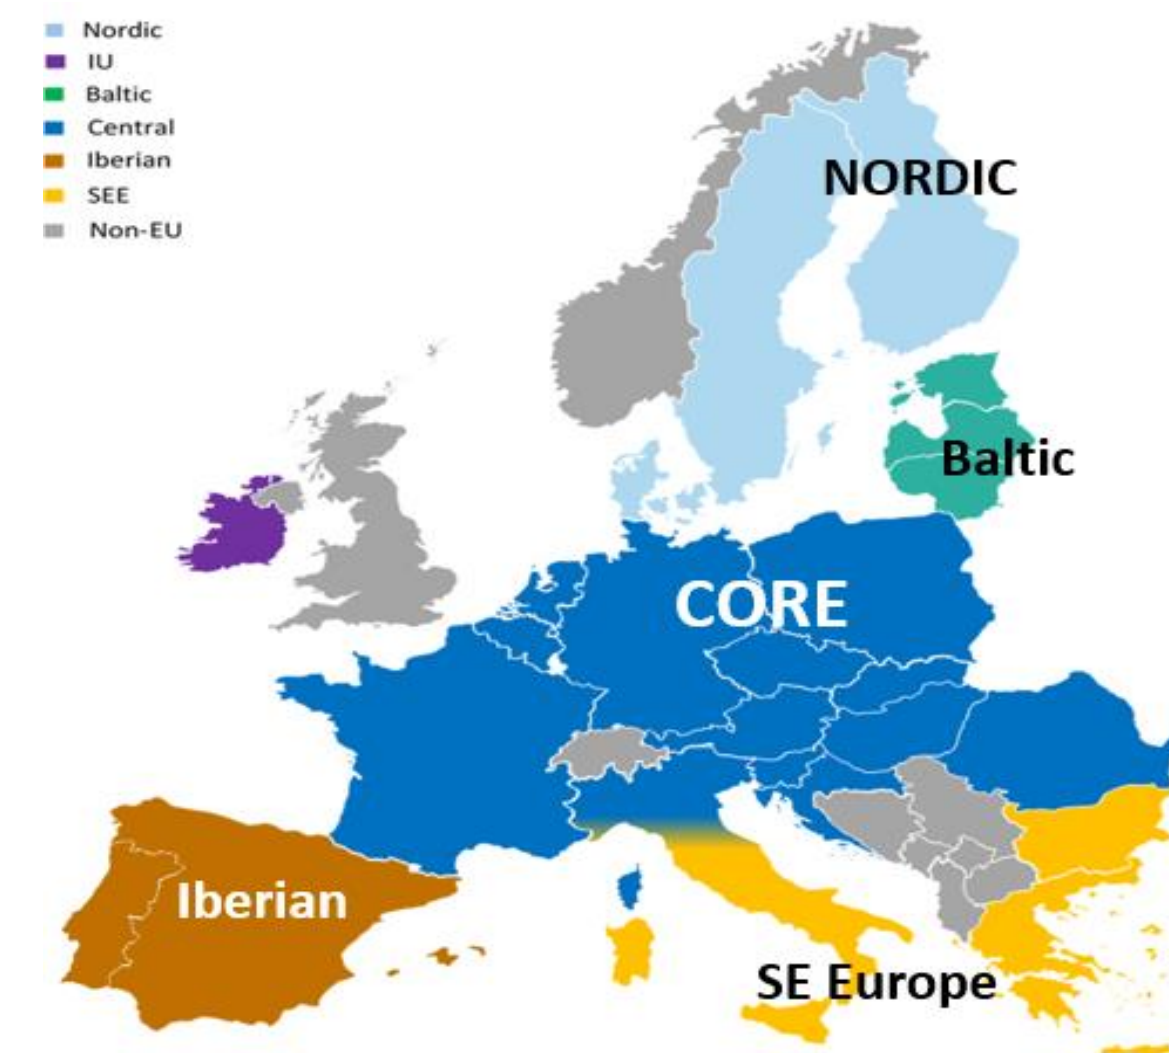 Nordic
IU
Baltic
Central
Iberian
SEE
Non-EU
NORDIC
Baltic
CORE
Iberian
SE Europe